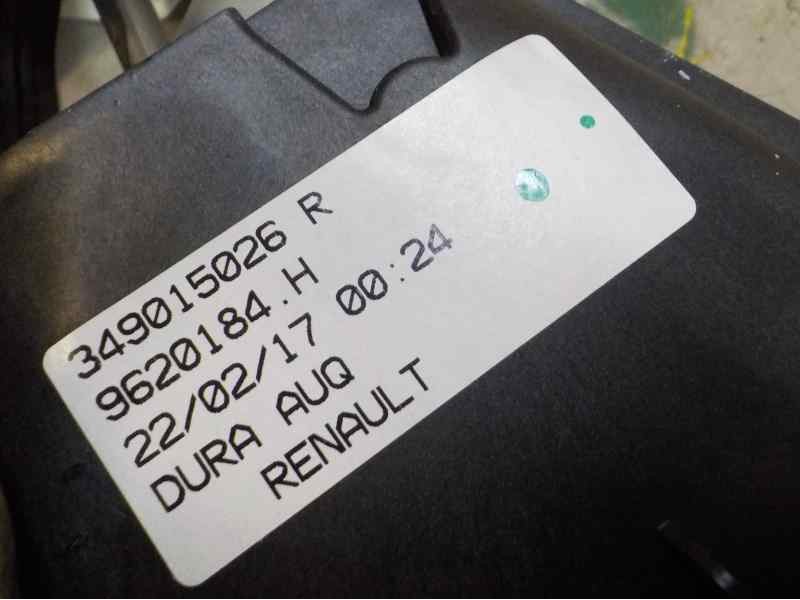 349015026 R
9620184.H
22/02/17 00:24
DURA AUQ
RENAULT